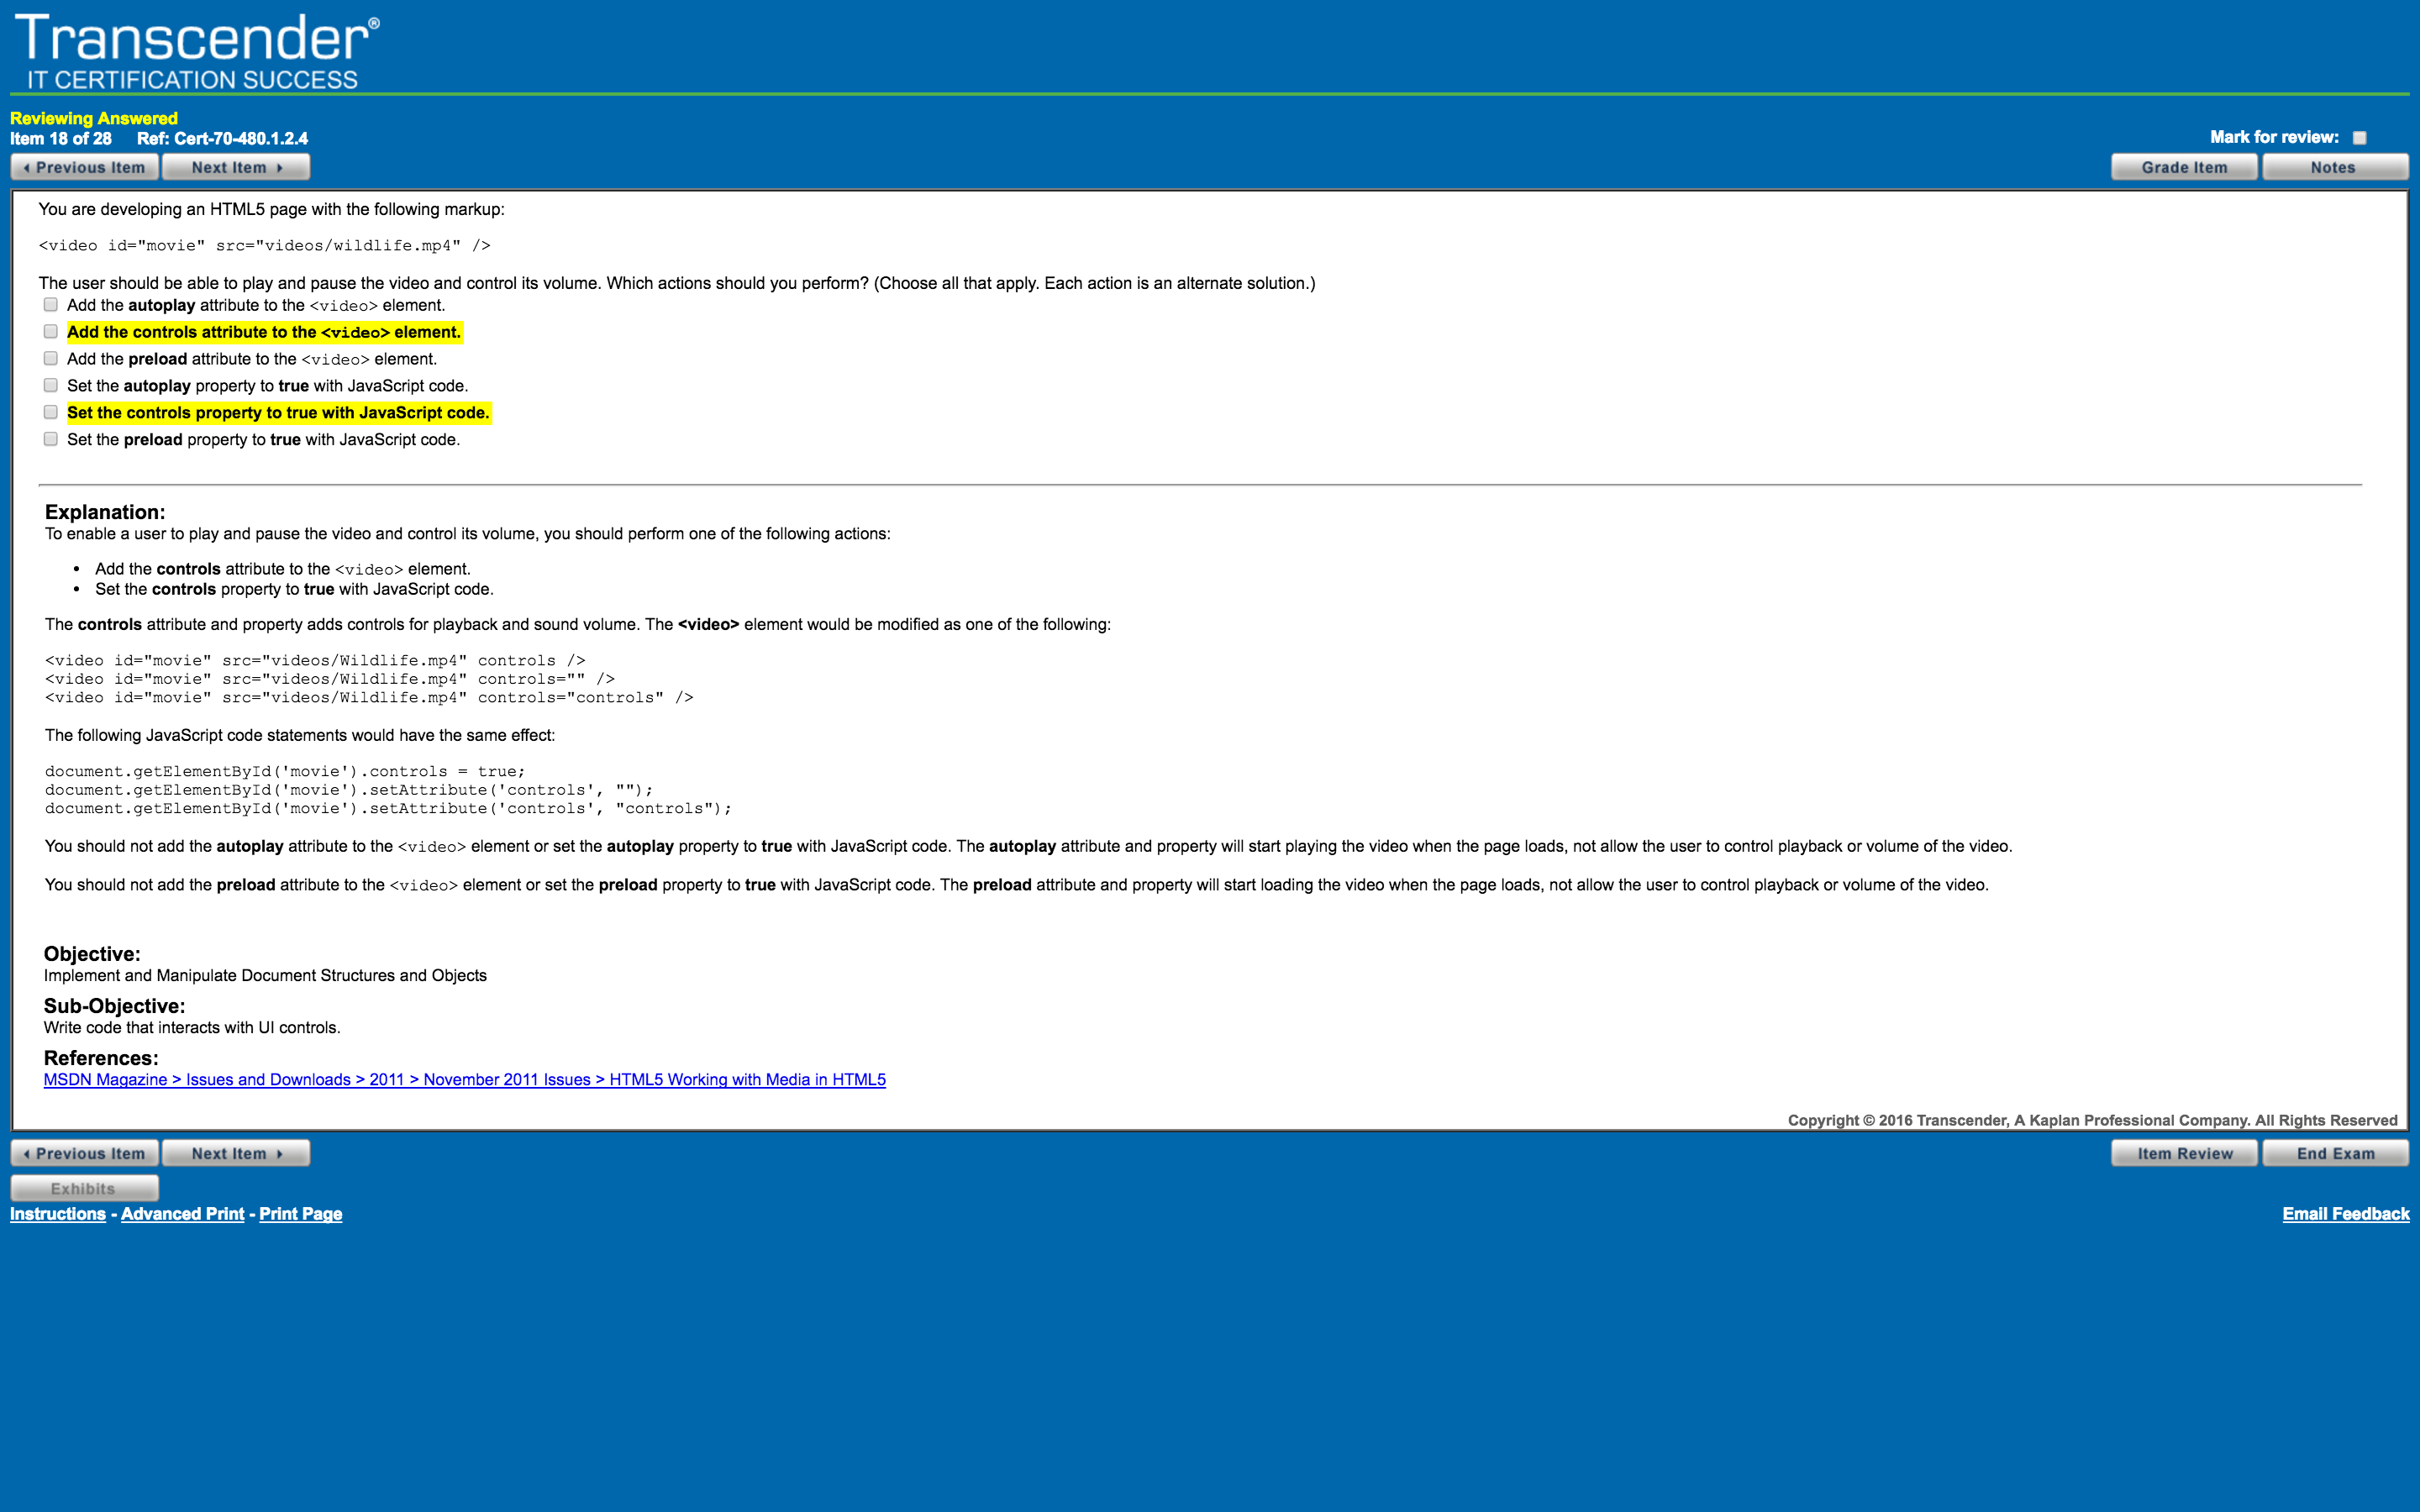 Transcender®
IT CERTIFICATION SUCCESS
Reviewing Answered
Item 18 of 28 Ref: Cert-70-480.1.2.4
Mark for review:
Previous Item Next Item Grade Item Notes
You are developing an HTML5 page with the following markup:
<video id="movie" src="videos/wildlife.mp4" />
The user should be able to play and pause the video and control its volume. Which actions should you perform? (Choose all that apply. Each action is an alternate solution.)
Add the autoplay attribute to the <video> element.
Add the controls attribute to the <video> element.
Add the preload attribute to the <video> element.
Set the autoplay property to true with JavaScript code.
Set the controls property to true with JavaScript code.
Set the preload property to true with JavaScript code.
Explanation:
To enable a user to play and pause the video and control its volume, you should perform one of the following actions:
• Add the controls attribute to the <video> element.
• Set the controls property to true with JavaScript code.
The controls attribute and property adds controls for playback and sound volume. The <video> element would be modified as one of the following:
<video id="movie" src="videos/Wildlife.mp4" controls />
<video id="movie" src="videos/Wildlife.mp4" controls="" />
<video id="movie" src="videos/Wildlife.mp4" controls="controls" />
The following JavaScript code statements would have the same effect:
document.getElementById('movie').controls = true;
document.getElementById('movie').setAttribute('controls', "");
document.getElementById('movie').setAttribute('controls', "controls");
You should not add the autoplay attribute to the <video> element or set the autoplay property to true with JavaScript code. The autoplay attribute and property will start playing the video when the page loads, not allow the user to control playback or volume of the video.
You should not add the preload attribute to the <video> element or set the preload property to true with JavaScript code. The preload attribute and property will start loading the video when the page loads, not allow the user to control playback or volume of the video.
Objective:
Implement and Manipulate Document Structures and Objects
Sub-Objective:
Write code that interacts with UI controls.
References:
MSDN Magazine > Issues and Downloads > 2011 > November 2011 Issues > HTML5 Working with Media in HTML5
Copyright © 2016 Transcender, A Kaplan Professional Company. All Rights Reserved
Previous Item Next Item Item Review End Exam
Exhibits
Instructions - Advanced Print - Print Page
Email Feedback